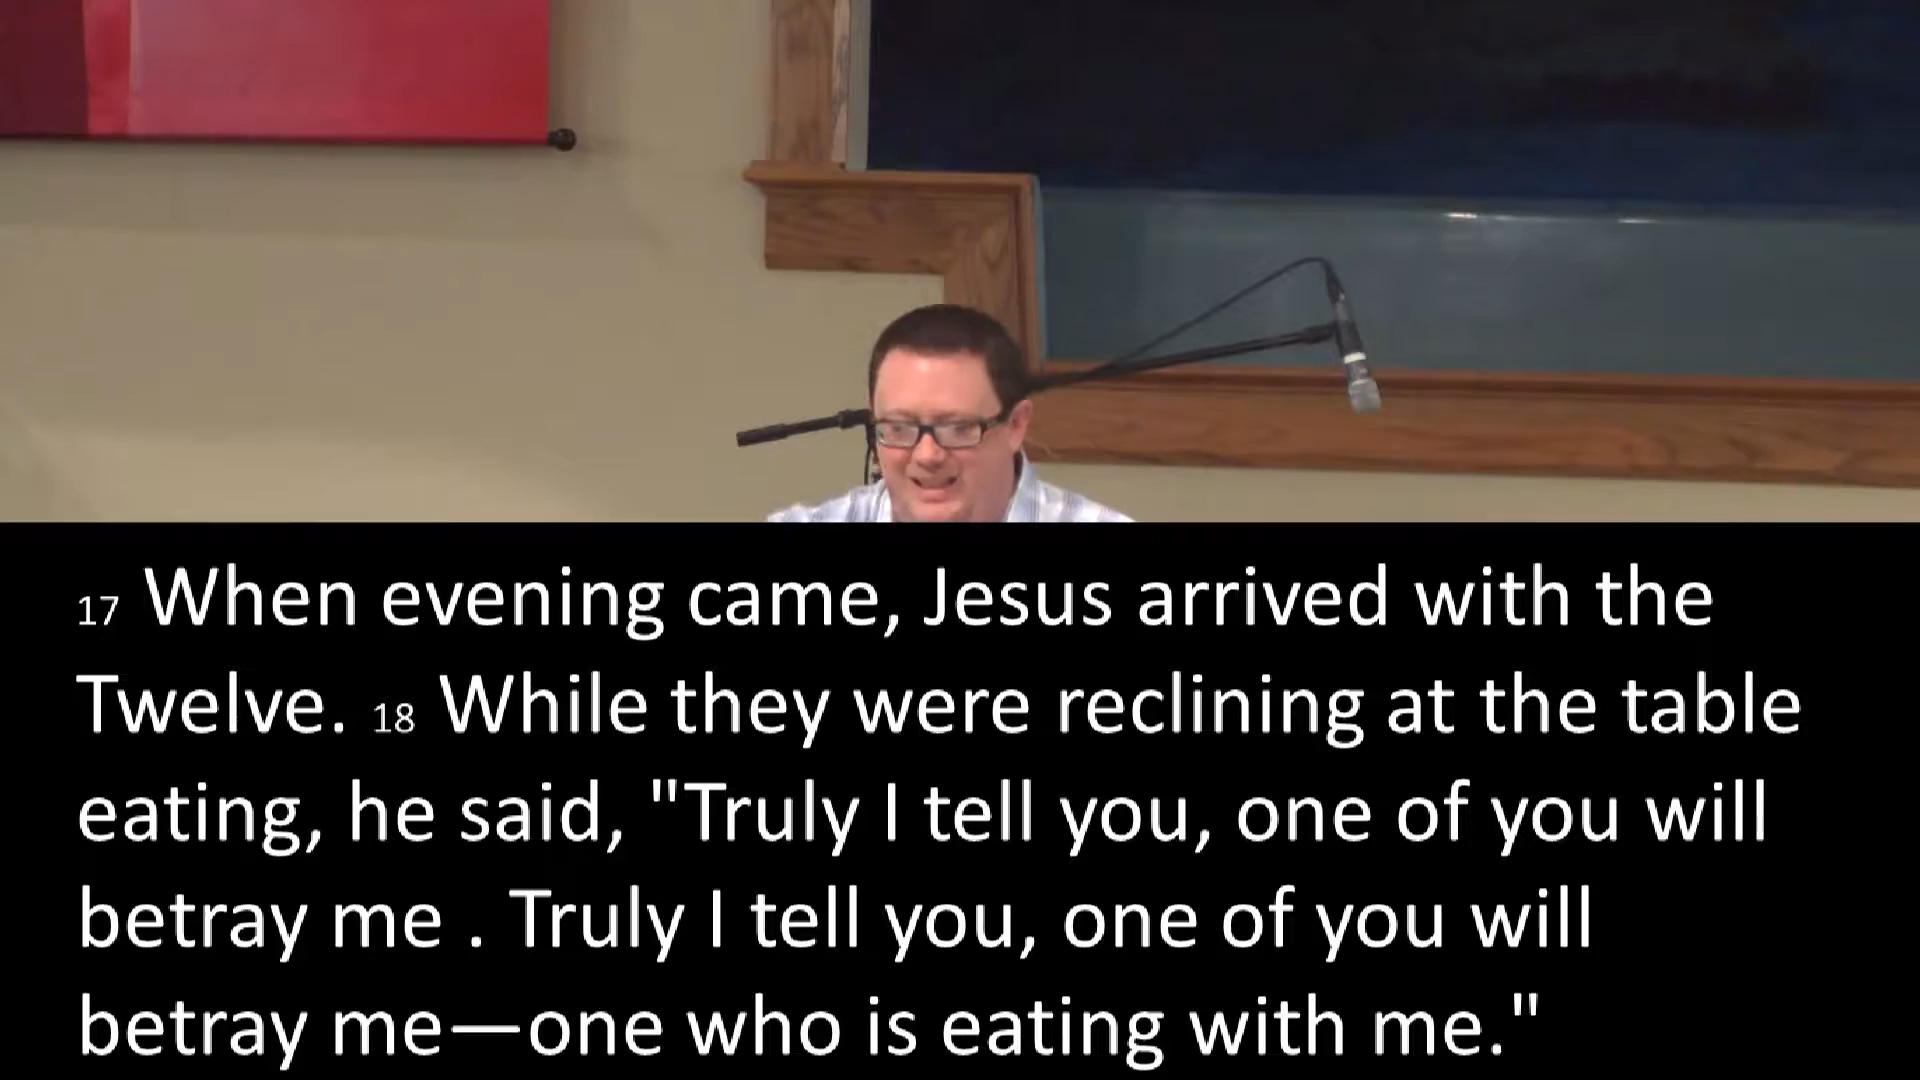 17 When evening came, Jesus arrived with the
Twelve. 18 While they were reclining at the table
eating, he said, "Truly I tell you, one of you will
betray me . Truly I tell you, one of you will
betray me—one who is eating with me."